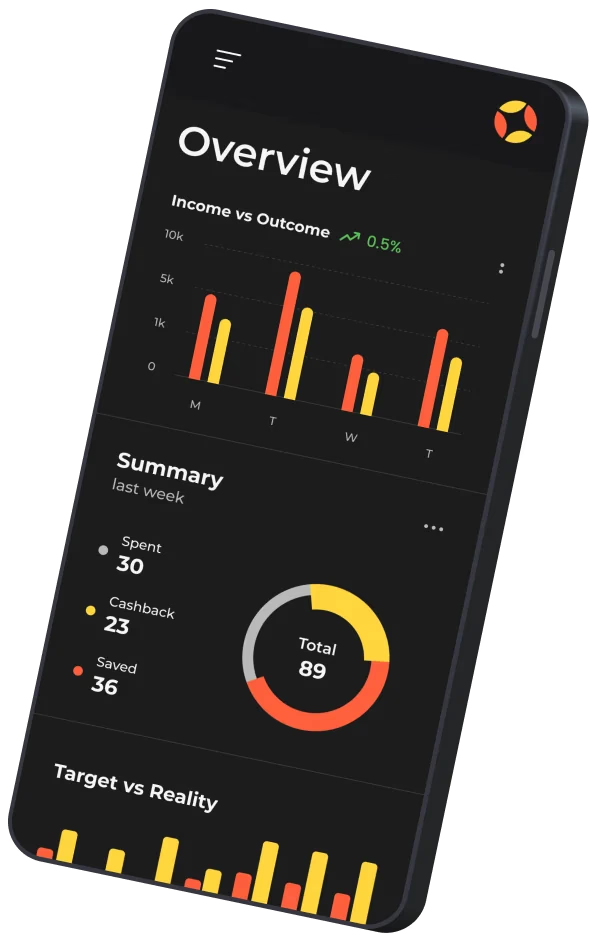 Overview
Income vs Outcome 0.5%
10k
5k
1k
0
M T W T
Summary
last week
Spent
30
Cashback
23
Saved
36
Total
89
Target vs Reality